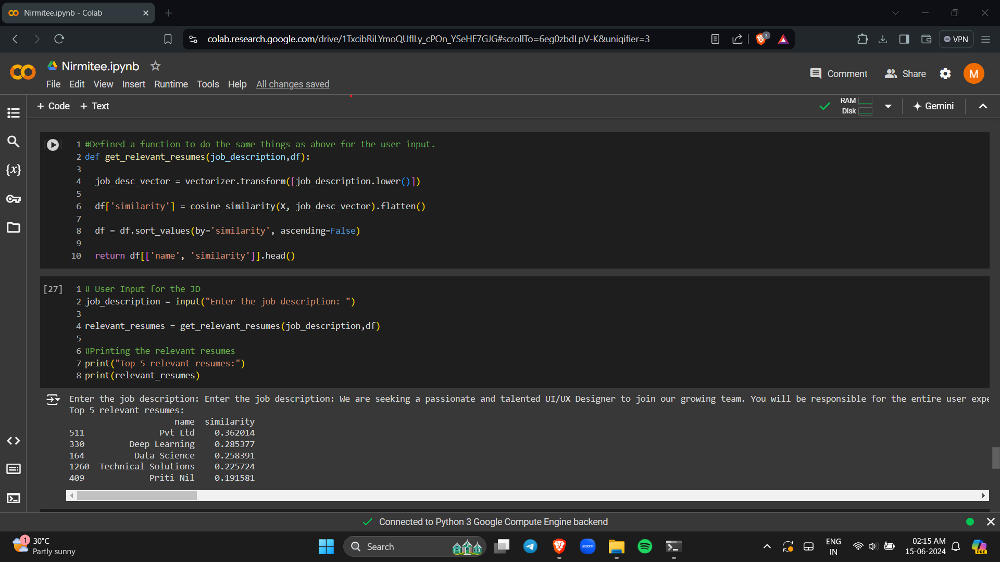 Nirmitee.ipynb - Colab
colab.research.google.com/drive/1TxcibRiLYmoQUflLy_cPOn_YSeHE7GJG#scrollTo=6eg0zbdLpV-K&uniqifier=3
3
VPN
Nirmitee.ipynb
File Edit View Insert Runtime Tools Help All changes saved
Comment Share M
+ Code + Text
RAM
Disk
Gemini
1 #Defined a function to do the same things as above for the user input.
2 def get_relevant_resumes(job_description,df):
3
4 job_desc_vector = vectorizer.transform([job_description.lower()])
5
6 df['similarity'] = cosine_similarity(X, job_desc_vector).flatten()
7
8 df = df.sort_values(by='similarity', ascending=False)
9
10 return df[['name', 'similarity']].head()
{x}
[27]
1 # User Input for the JD
2 job_description = input("Enter the job description: ")
3
4 relevant_resumes = get_relevant_resumes(job_description,df)
5
6 #Printing the relevant resumes
7 print("Top 5 relevant resumes:")
8 print(relevant_resumes)
Enter the job description: Enter the job description: We are seeking a passionate and talented UI/UX Designer to join our growing team. You will be responsible for the entire user expe
Top 5 relevant resumes:
name similarity
511 Pvt Ltd 0.362014
330 Deep Learning 0.285377
164 Data Science 0.258391
1260 Technical Solutions 0.225724
409 Priti Nil 0.191581
Connected to Python 3 Google Compute Engine backend
1
30°C
Partly sunny
Search
zoom
ENG
IN
02:15 AM
15-06-2024
PRE